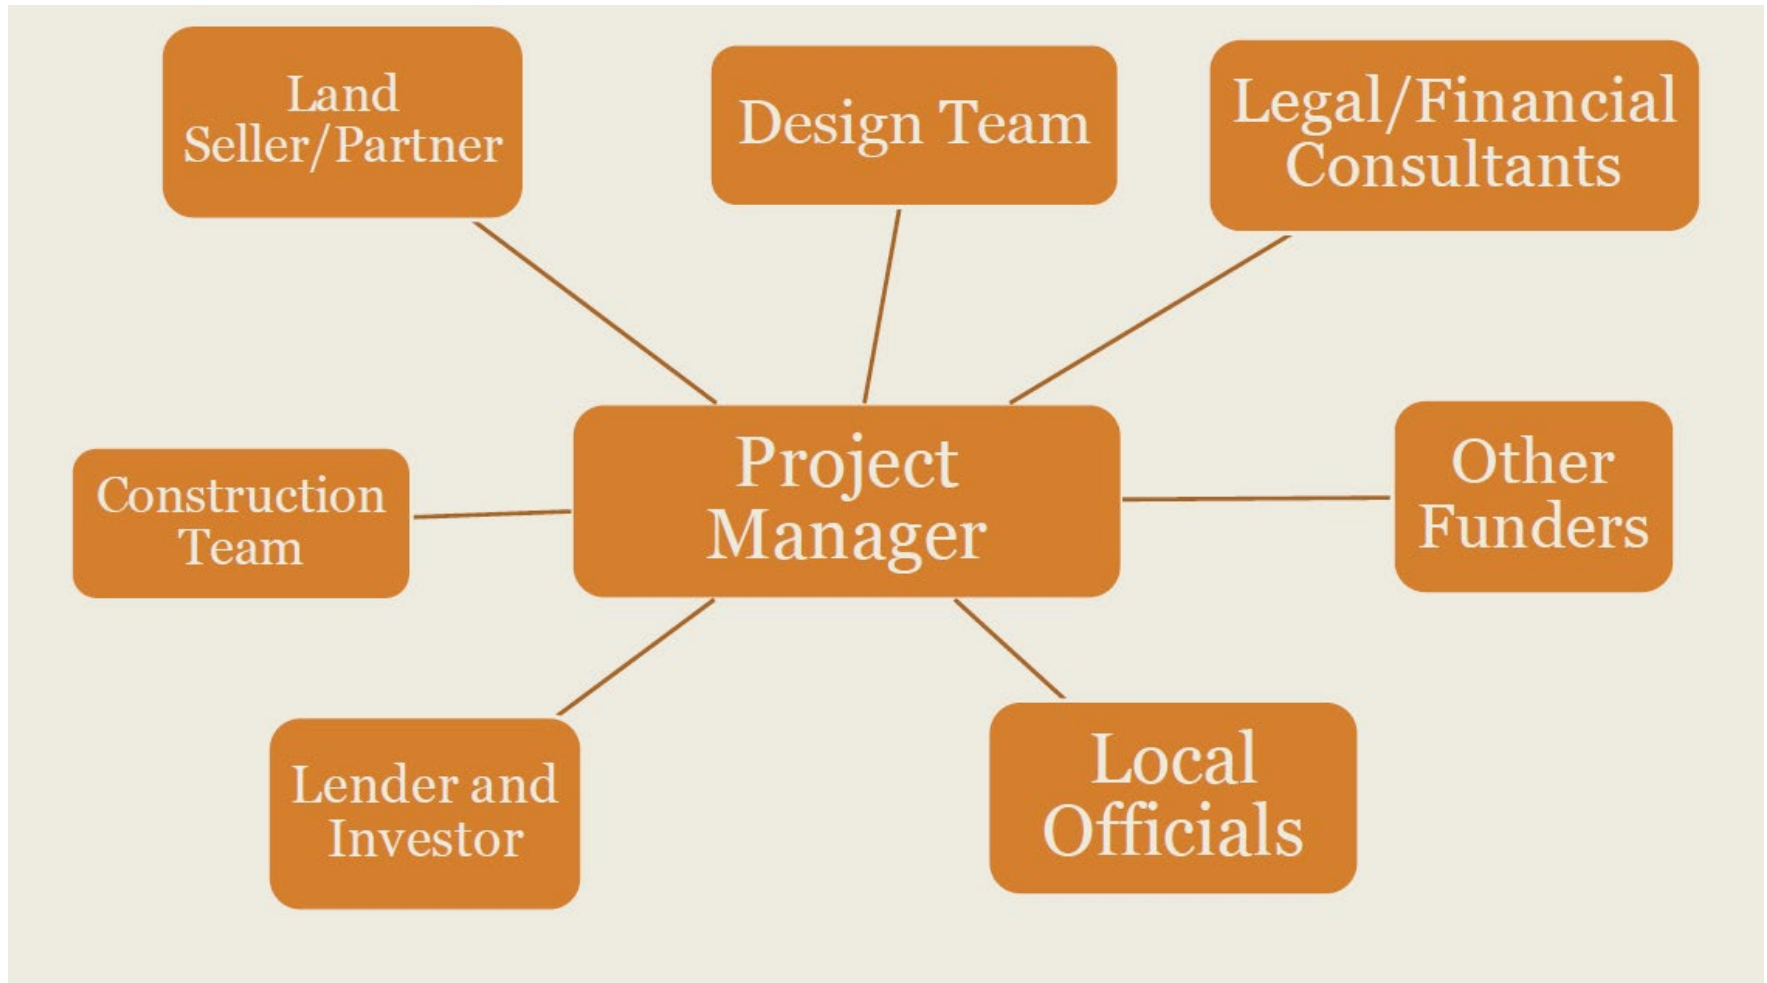 Land
Seller/Partner
Design Team
Legal/Financial
Consultants
Construction
Team
Project
Manager
Other
Funders
Lender and
Investor
Local
Officials